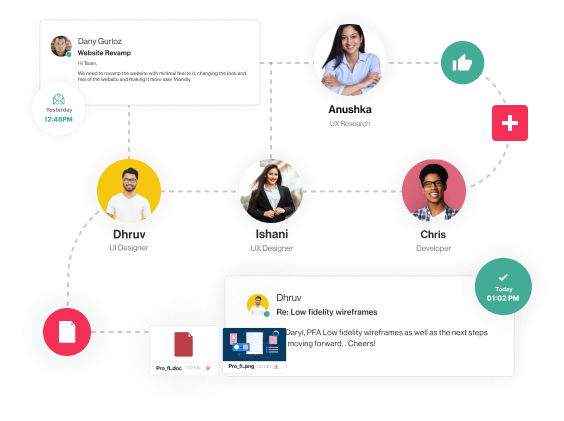 Dany Gurloz
Website Revamp
Hi Team,
We need to revamp the website with minimal feel to it, changing the look and
feel of the website and making it more user friendly.
Yesterday
12:48PM
Anushka
UX Research
Dhruv
UI Designer
Ishani
UX Designer
Chris
Developer
Today
01:02 PM
Dhruv
Re: Low fidelity wireframes
Daryl, PFA Low fidelity wireframes as well as the next steps
moving forward. . Cheers!
Pro_fl..doc
Pro_fl..png